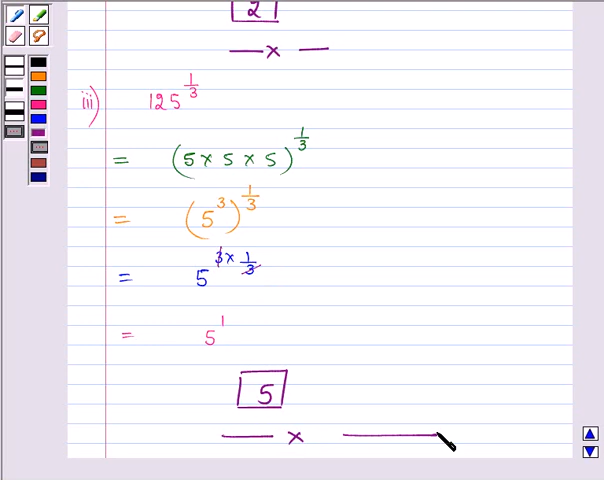 2
— × —
iii) 125^{1/3}
= (5 × 5 × 5)^{1/3}
= (5^3)^{1/3}
= 5^{3 × 1/3}
= 5^1
5
— × —